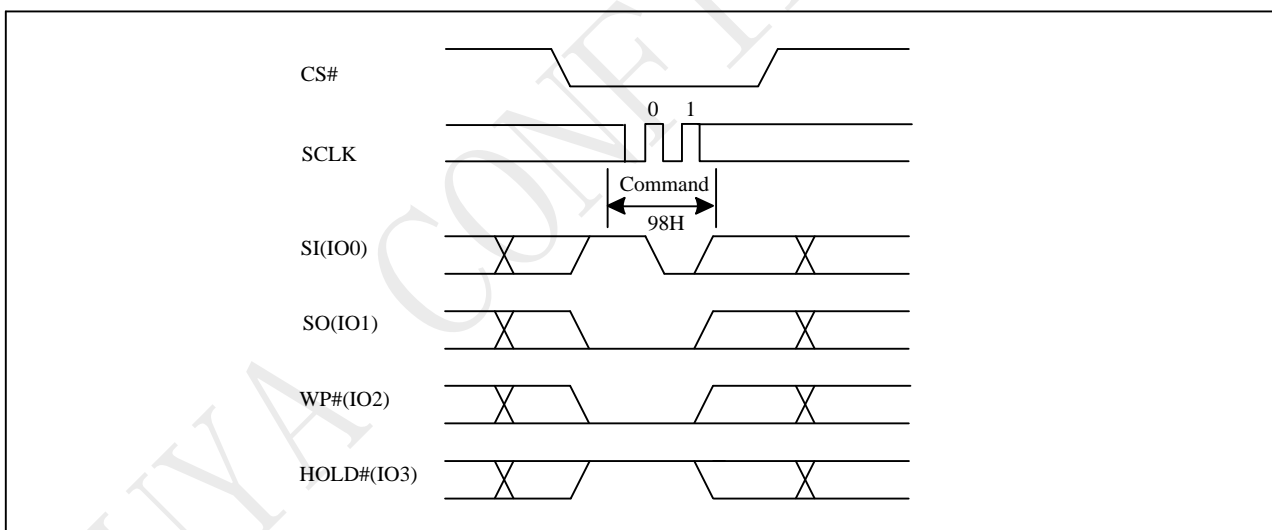 CS#
0 1
SCLK
Command
98H
SI(IO0)
SO(IO1)
WP#(IO2)
HOLD#(IO3)